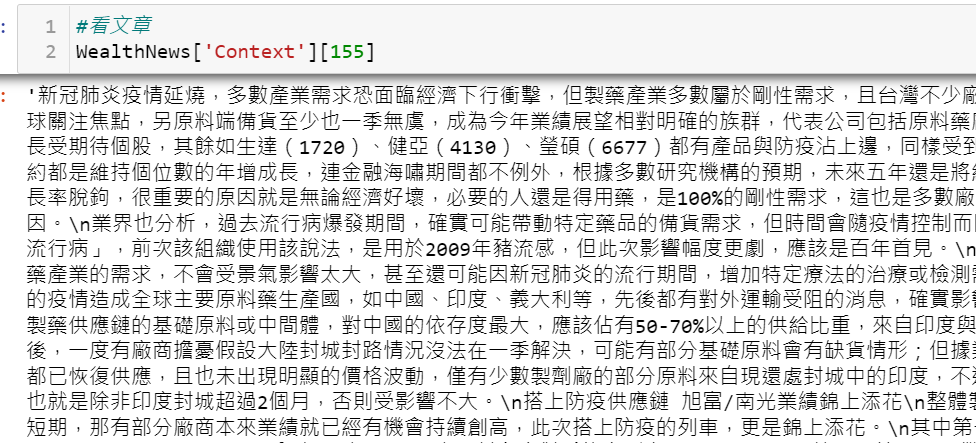 1 #看文章
2 WealthNews['Context'][155]
'新冠肺炎疫情延燒，多數產業需求恐面臨經濟下行衝擊，但製藥產業多數屬於剛性需求，且台灣不少廠
球關注焦點，另原料端備貨至少也一季無虞，成為今年業績展望相對明確的族群，代表公司包括原料藥廠
長受期待個股，其餘如生達（1720）、健亞（4130）、瑩碩（6677）都有產品與防疫沾上邊，同樣受到
約都是維持個位數的年增成長，連金融海嘯期間都不例外，根據多數研究機構的預期，未來五年還是將維
長率脫鉤，很重要的原因就是無論經濟好壞，必要的人還是得用藥，是100%的剛性需求，這也是多數廠
因。\n業界也分析，過去流行病爆發期間，確實可能帶動特定藥品的備貨需求，但時間會隨疫情控制而
流行病」，前次該組織使用該說法，是用於2009年豬流感，但此次影響幅度更劇，應該是百年首見。\n
藥產業的需求，不會受景氣影響太大，甚至還可能因新冠肺炎的流行期間，增加特定療法的治療或檢測需
的疫情造成全球主要原料藥生產國，如中國、印度、義大利等，先後都有對外運輸受阻的消息，確實影響
製藥供應鏈的基礎原料或中間體，對中國的依存度最大，應該佔有50-70%以上的供給比重，來自印度與
後，一度有廠商擔憂假設大陸封城封路情況沒法在一季解決，可能有部分基礎原料會有缺貨情形；但據業
都已恢復供應，且也未出現明顯的價格波動，僅有少數製劑廠的部分原料來自現還處封城中的印度，不過
也就是除非印度封城超過2個月，否則受影響不大。\n搭上防疫供應鏈 旭富/南光業績錦上添花\n整體製
短期，那有部分廠商本來業績就已經有機會持續創高，此次搭上防疫的列車，更是錦上添花。\n其中第